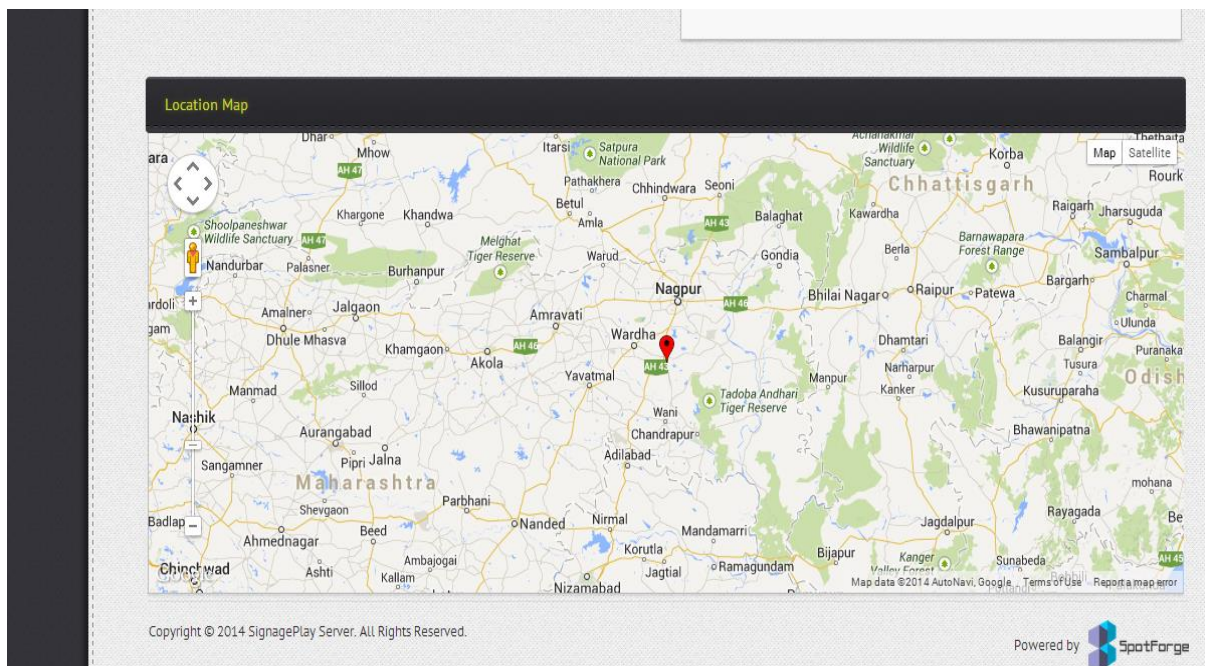 Location Map
Dhar
Mhow
Itarsi
Satpura
National Park
Achanakmar
Wildlife
Sanctuary
Korba
Map Satellite
ara
AH 47
Pathakhera
Chhindwara
Seoni
Chhattisgarh
Rourk
Khargone
Khandwa
Betul
Amla
AH 43
Balaghat
Kawardha
Raigarh
Jharsuguda
Shoolpaneshwar
Wildlife Sanctuary
AH 47
Melghat
Tiger Reserve
Warud
Gondia
Berla
Barnawapara
Forest Range
Sambalpur
Nandurbar
Palasner
Burhanpur
Nagpur
AH 46
Bhilai Nagar
Raipur
Patewa
Bargarh
Charmal
rdoli
Amalner
Jalgaon
Amravati
Ulunda
gam
Dhule
Mhasva
Khamgaon
AH 46
Wardha
Dhamtari
Balangir
Puranaka
Akola
AH 43
Narharpur
Tusura
Manmad
Sillod
Yavatmal
Tadoba Andhari
Tiger Reserve
Manpur
Kanker
Kusuruparaha
Odish
Nashik
Aurangabad
Wani
Chandrapur
Bhawanipatna
Sangamner
Pipri
Jalna
Adilabad
Maharashtra
mohana
Shevgaon
Parbhani
Rayagada
Badlap
Ahmednagar
Beed
Nanded
Nirmal
Mandamarri
Jagdalpur
Be
Chinchwad
Ashti
Ambajogai
Kallam
Korutla
Jagtial
Ramagundam
Bijapur
Kanger
Valley Forest
Sunabeda
AH 45
Nizamabad
Map data ©2014 AutoNavi, Google
Terms of Use
Report a map error
Copyright © 2014 SignagePlay Server. All Rights Reserved.
Powered by SpotForge